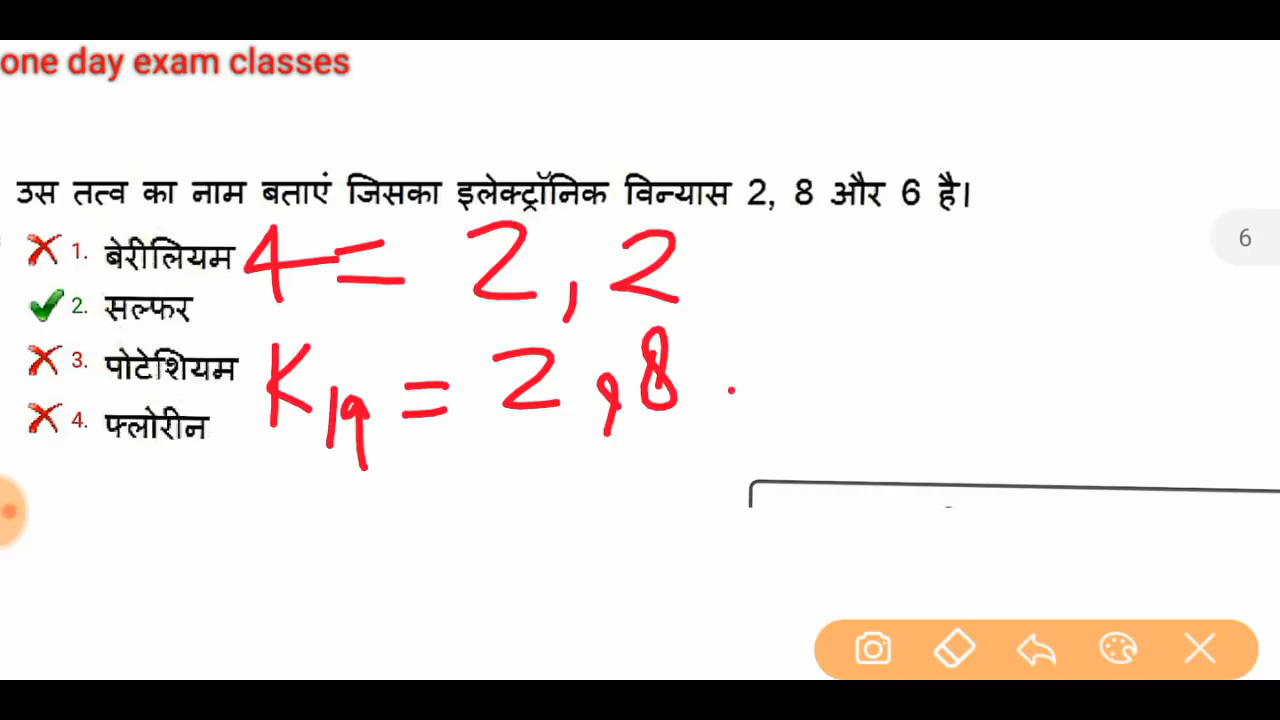 one day exam classes
उस तत्व का नाम बताएं जिसका इलेक्ट्रॉनिक विन्यास 2, 8 और 6 है।
6
1. बेरीलियम 4 = 2, 2
2. सल्फर
3. पोटेशियम K19 = 2, 8
4. फ्लोरीन